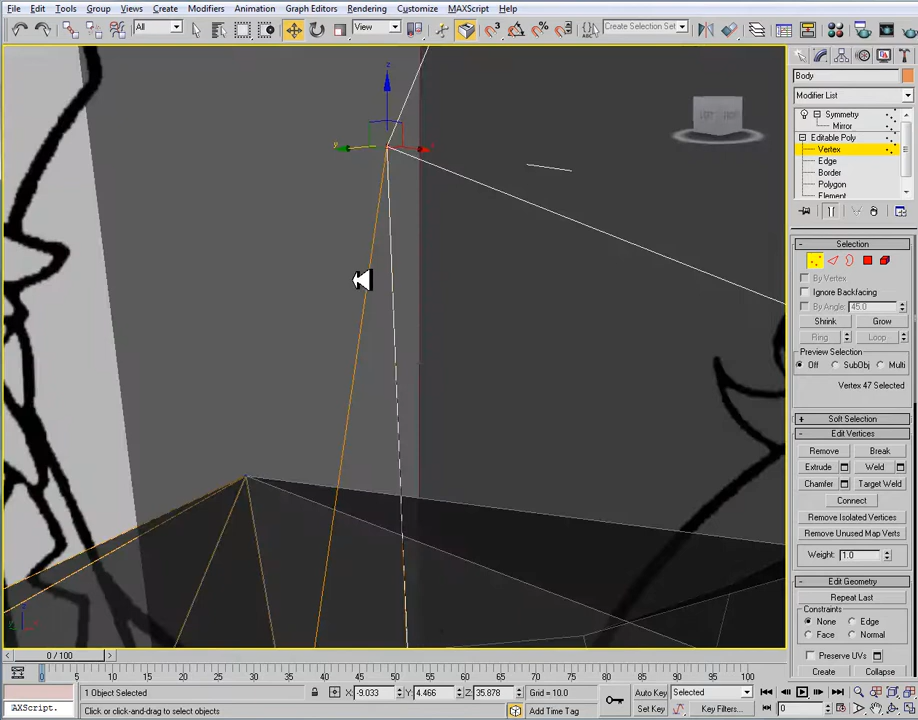 File Edit Tools Group Views Create Modifiers Animation Graph Editors Rendering Customize MAXScript Help
All View Create Selection Set
Body
Modifier List
Symmetry
Mirror
Editable Poly
Vertex
Edge
Border
Polygon
Element
z
y
x
- Selection
By Vertex
Ignore Backfacing
By Angle: 45.0
Shrink Grow
Ring Loop
Preview Selection
Off SubObj Multi
Vertex 47 Selected
+ Soft Selection
- Edit Vertices
Remove Break
Extrude Weld
Chamfer Target Weld
Connect
Remove Isolated Vertices
Remove Unused Map Verts
Weight: 1.0
- Edit Geometry
Repeat Last
Constraints
None Edge
Face Normal
Preserve UVs
Create Collapse
0 / 100
0 5 10 15 20 25 30 35 40 45 50 55 60 65 70 75 80 85 90 95 100
1 Object Selected X: -9.033 Y: 4.466 Z: 35.878 Grid = 10.0 Auto Key Selected
AXScript. Click or click-and-drag to select objects Add Time Tag Set Key Key Filters... 0